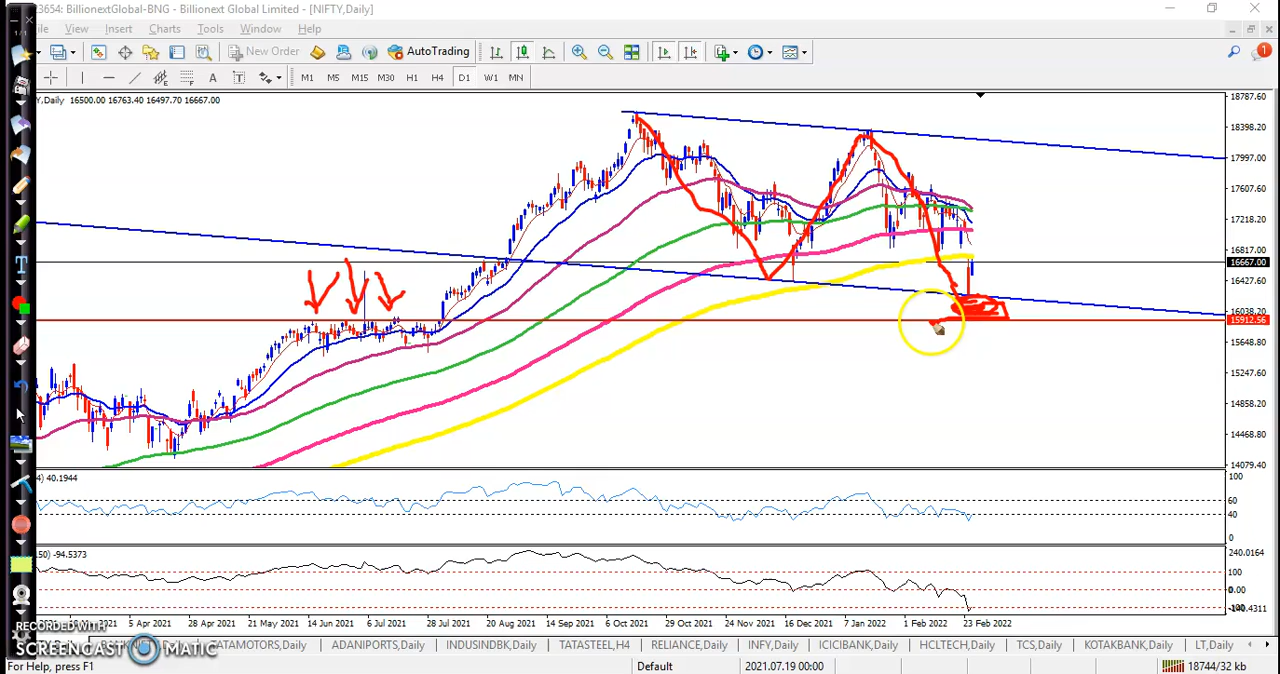 23654: BillionextGlobal-BNG - Billionext Global Limited - [NIFTY,Daily]
ile View Insert Charts Tools Window Help
New Order AutoTrading
M1 M5 M15 M30 H1 H4 D1 W1 MN
Y,Daily 16500.00 16763.40 16497.70 16667.00
18787.60
18398.20
17997.00
17607.60
17218.20
16817.00
16667.00
16427.60
16038.20
15912.56
15648.80
15247.60
14858.20
14468.80
14079.40
4) 40.1944
100
60
40
0
50) -94.5373
240.0164
100
0.00
5 Apr 2021 28 Apr 2021 21 May 2021 14 Jun 2021 6 Jul 2021 28 Jul 2021 20 Aug 2021 14 Sep 2021 6 Oct 2021 29 Oct 2021 24 Nov 2021 16 Dec 2021 7 Jan 2022 1 Feb 2022 23 Feb 2022
RECORDED WITH
SCREENCAST MATIC
TATAMOTORS,Daily ADANIPORTS,Daily INDUSINDBK,Daily TATASTEEL,H4 RELIANCE,Daily INFY,Daily ICICIBANK,Daily HCLTECH,Daily TCS,Daily KOTAKBANK,Daily LT,Daily
For Help, press F1 Default 2021.07.19 00:00 18744/32 kb